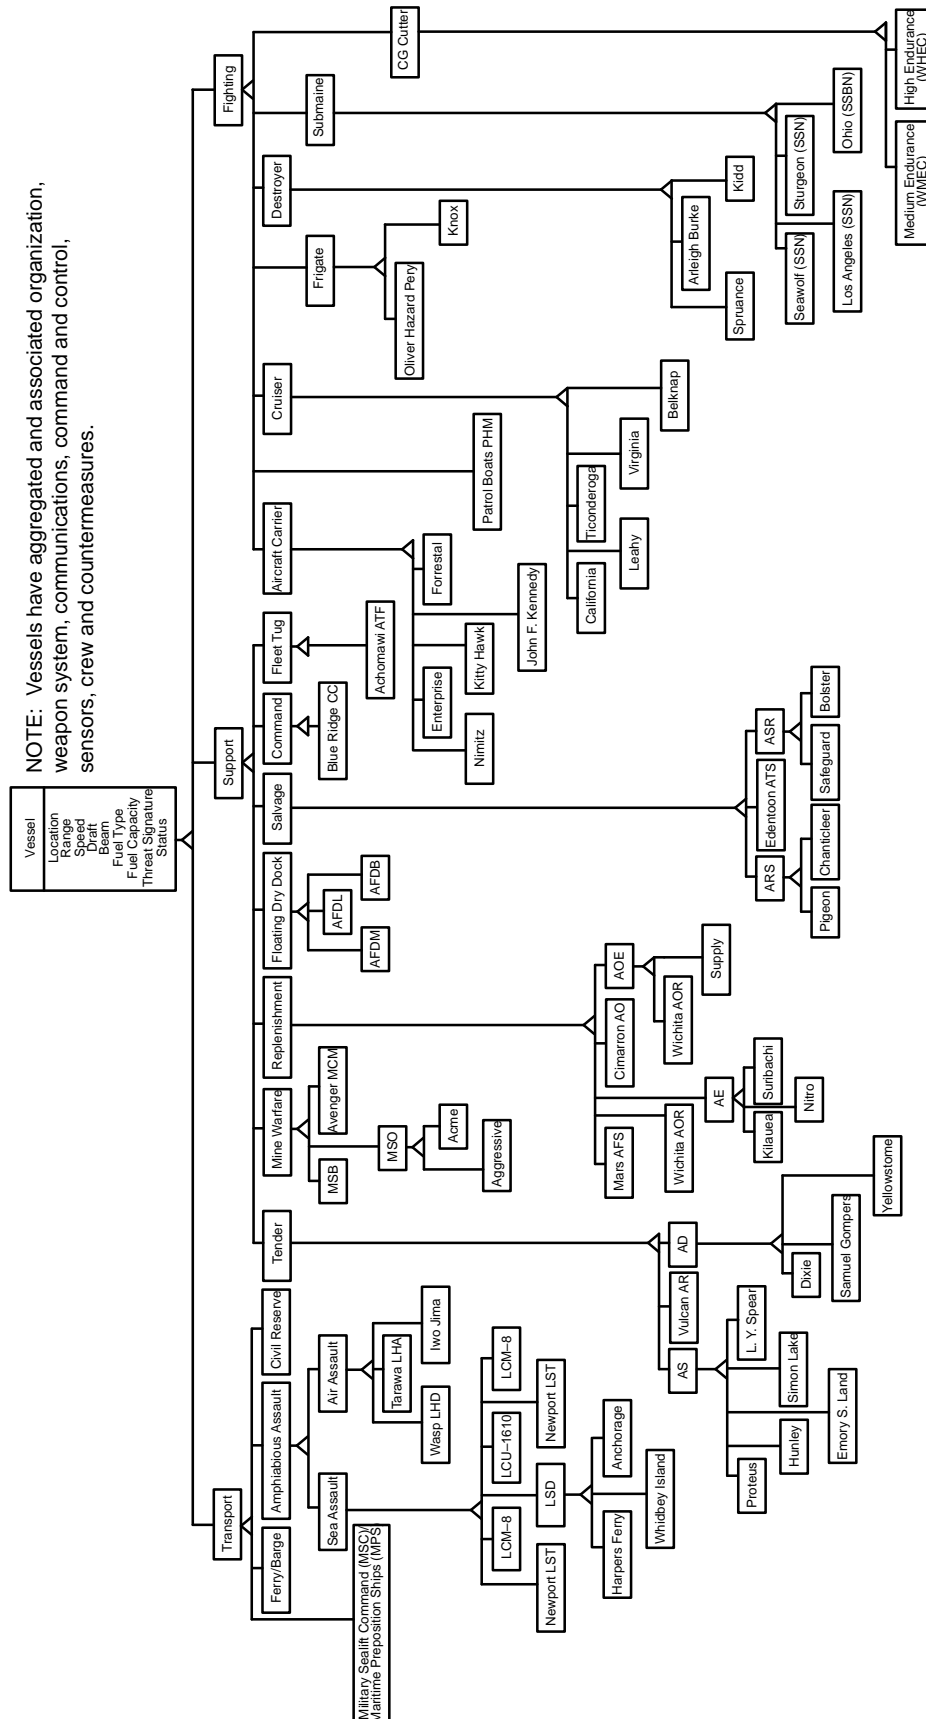 NOTE: Vessels have aggregated and associated organization,
weapon system, communications, command and control,
sensors, crew and countermeasures.
Vessel
Location
Range
Speed
Draft
Beam
Fuel Type
Fuel Capacity
Threat Signature
Status
Transport
Support
Fighting
Ferry/Barge
Amphiabious Assault
Civil Reserve
Tender
Mine Warfare
Replenishment
Floating Dry Dock
Salvage
Command
Fleet Tug
Aircraft Carrier
Cruiser
Destroyer
Frigate
Submaine
CG Cutter
Military Sealift Command (MSC)/
Maritime Preposition Ships (MPS)
Sea Assault
Air Assault
MSB
Avenger MCM
AFDM
AFDL
AFDB
Blue Ridge CC
Achomawi ATF
Wasp LHD
Tarawa LHA
Iwo Jima
MSO
Aggressive
Acme
Nimitz
Enterprise
Kitty Hawk
John F. Kennedy
Forrestal
Patrol Boats PHM
Oliver Hazard Pery
Knox
Newport LST
LCM–8
LSD
LCU–1610
Newport LST
LCM–8
Harpers Ferry
Whidbey Island
Anchorage
Mars AFS
Wichita AOR
AE
Cimarron AO
AOE
Wichita AOR
Supply
Kilauea
Nitro
Suribachi
California
Leahy
Ticonderoga
Virginia
Belknap
AS
Vulcan AR
AD
Proteus
Hunley
Emory S. Land
Simon Lake
L. Y. Spear
Dixie
Samuel Gompers
Yellowstome
ARS
Edentoon ATS
ASR
Pigeon
Chanticleer
Safeguard
Bolster
Spruance
Arleigh Burke
Kidd
Seawolf (SSN)
Los Angeles (SSN)
Sturgeon (SSN)
Ohio (SSBN)
Medium Endurance
(WMEC)
High Endurance
(WHEC)